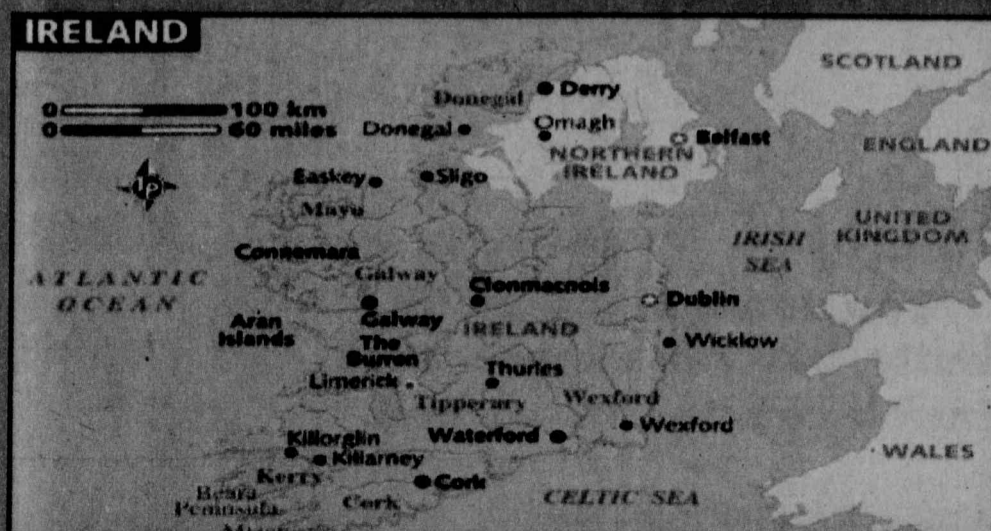 IRELAND
SCOTLAND
0 100 km
0 60 miles
Donegal
Derry
Donegal
Omagh
Belfast
ENGLAND
NORTHERN
IRELAND
Easkey
Sligo
Mayo
UNITED
KINGDOM
IRISH
SEA
Connemara
Galway
ATLANTIC
OCEAN
Clonmacnois
Dublin
Galway
Aran
Islands
IRELAND
The
Burren
Wicklow
Limerick
Thurles
Tipperary
Wexford
Wexford
Waterford
Killorglin
Killarney
WALES
Kerry
Cork
Beara
Peninsula
Cork
CELTIC SEA